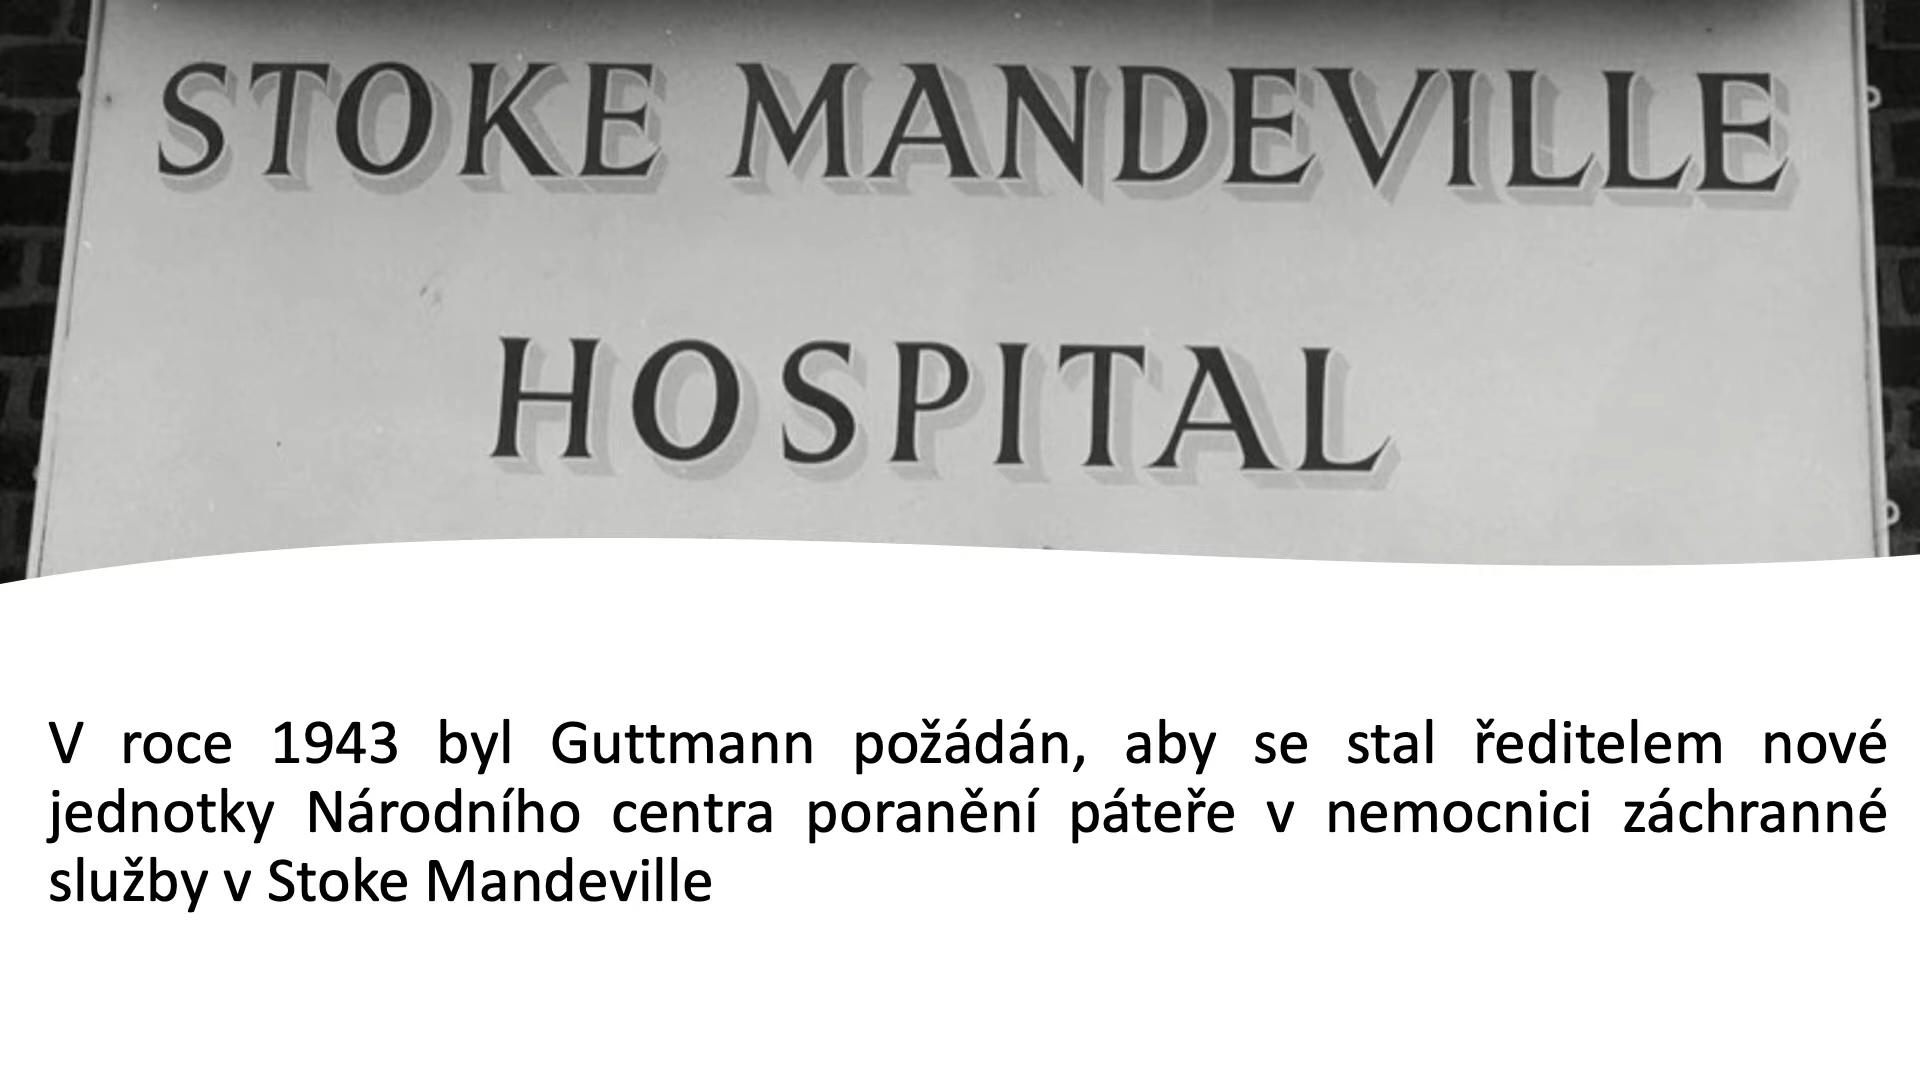 STOKE MANDEVILLE
HOSPITAL
V roce 1943 byl Guttmann požádán, aby se stal ředitelem nové
jednotky Národního centra poranění páteře v nemocnici záchranné
služby v Stoke Mandeville